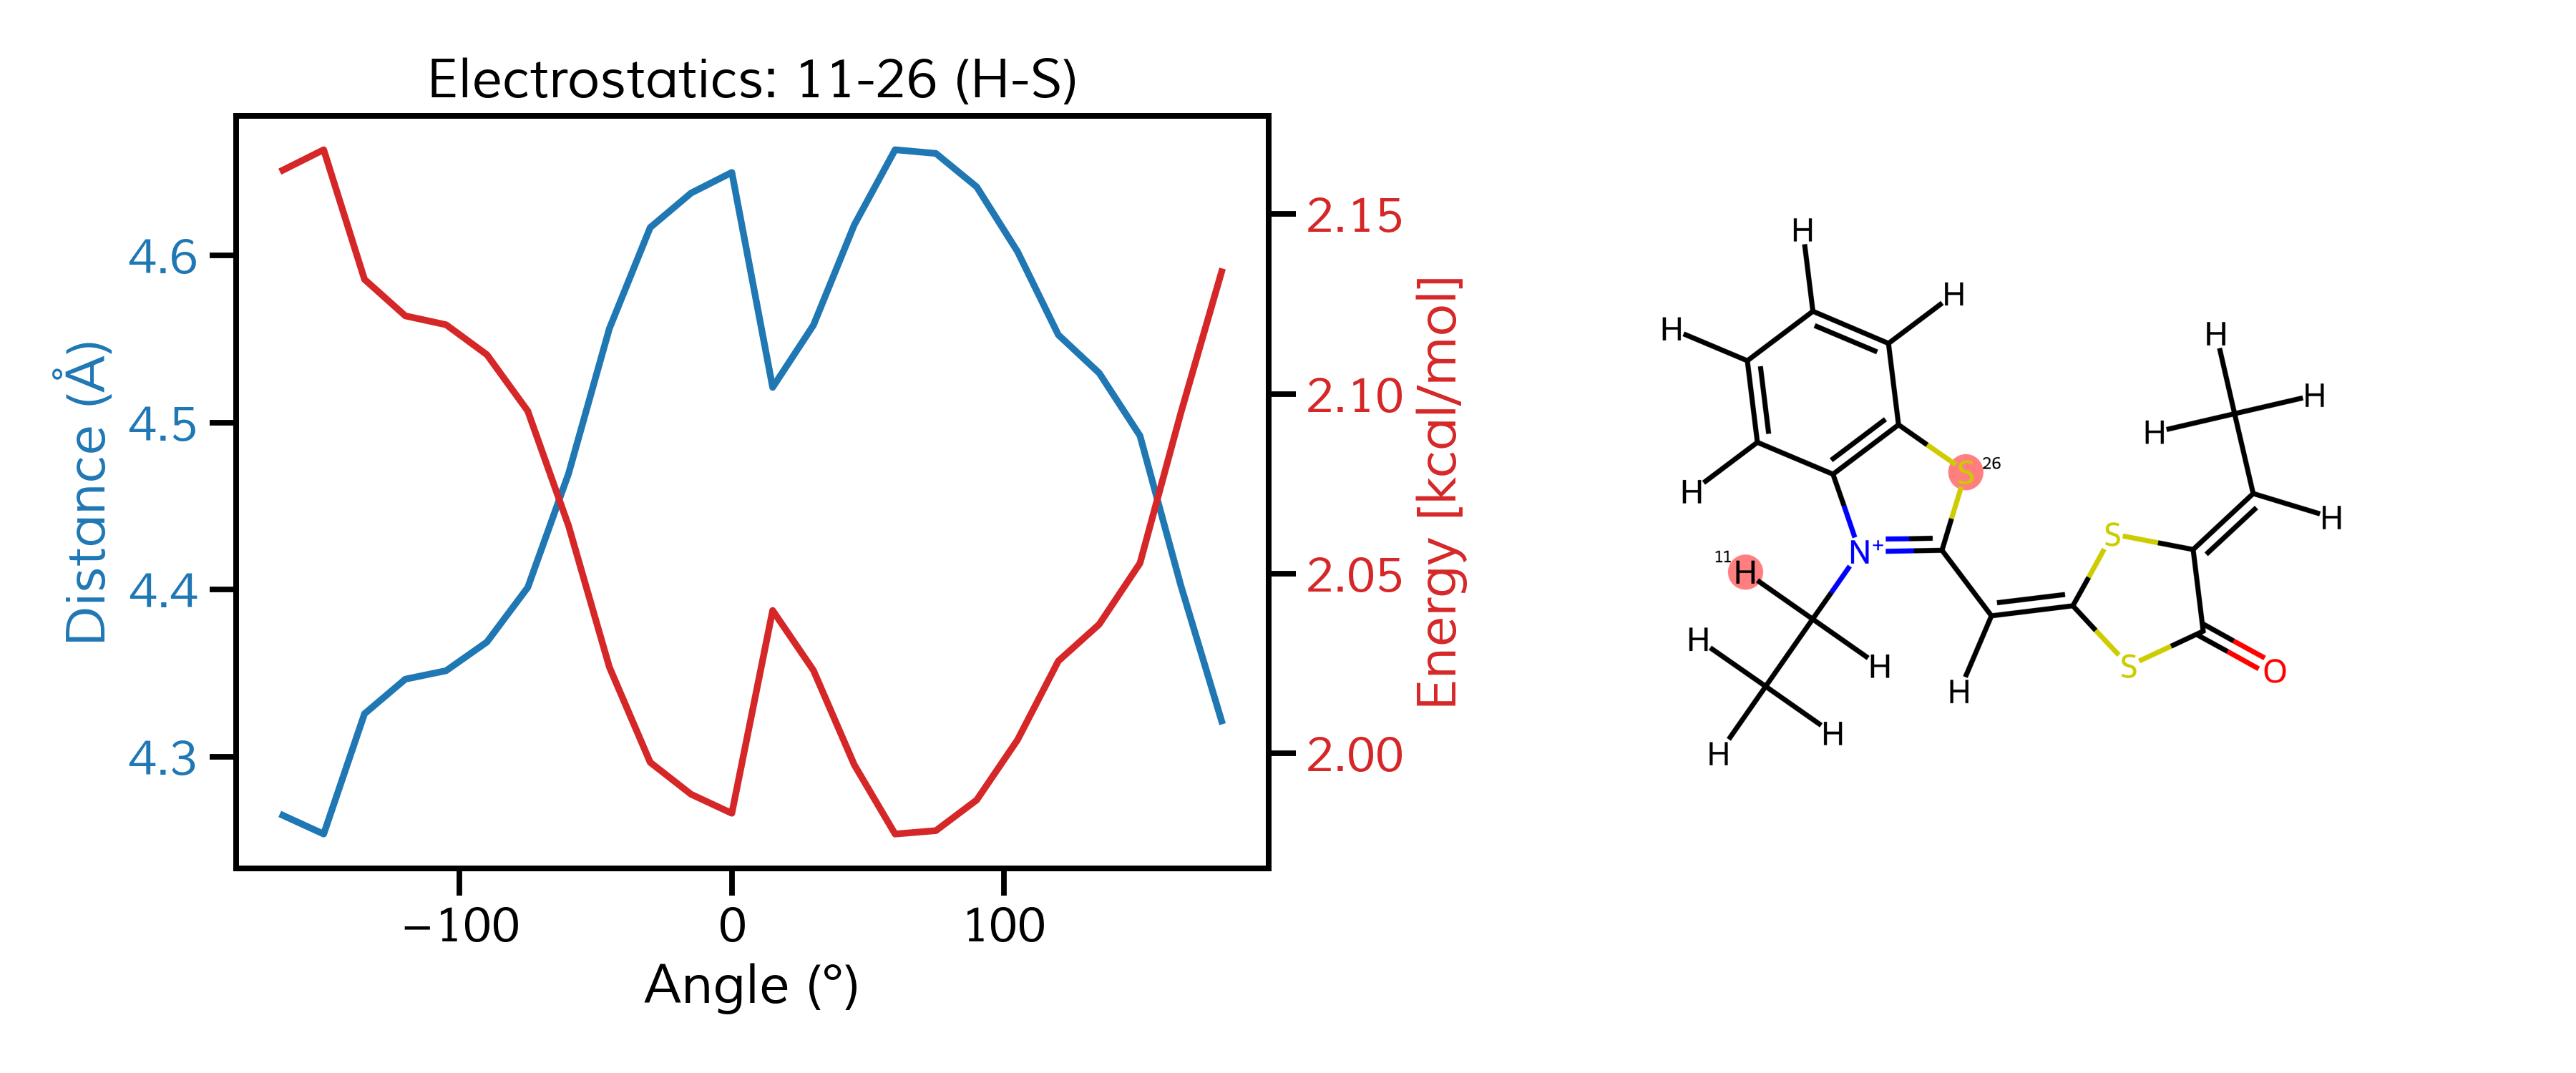 Electrostatics: 11-26 (H-S)
4.6
4.5
4.4
4.3
Distance (Å)
2.15
2.10
2.05
2.00
Energy [kcal/mol]
−100 0 100
Angle (°)
H
H
H
H
H
H
H
H
S 26
S
N+
11 H
H
H
H
H
H
H
S
O